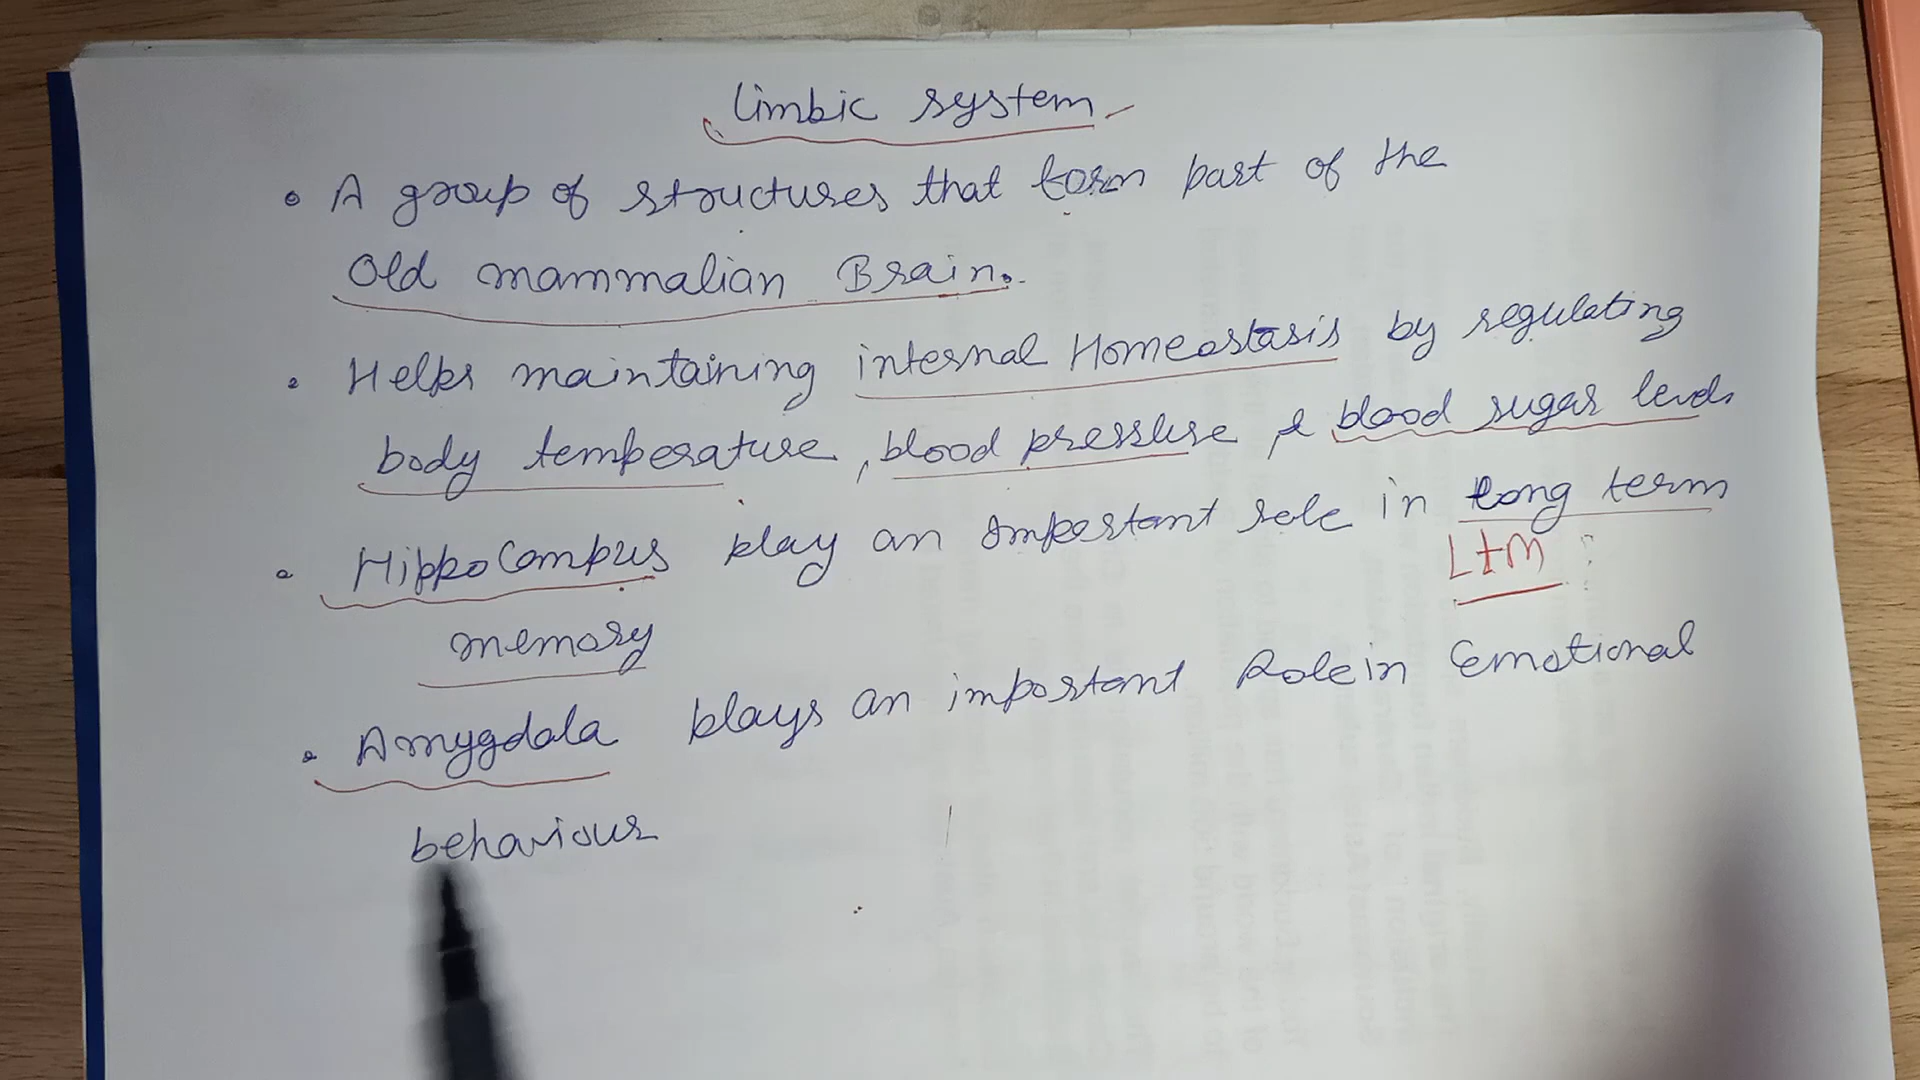 Limbic system
• A group of structures that form part of the
Old mammalian Brain.
• Helps maintaining internal Homeostasis by regulating
body temperature, blood pressure, & blood sugar levels
• Hippocampus play an important role in long term
LTM
memory
• Amygdala plays an important Role in Emotional
behaviour